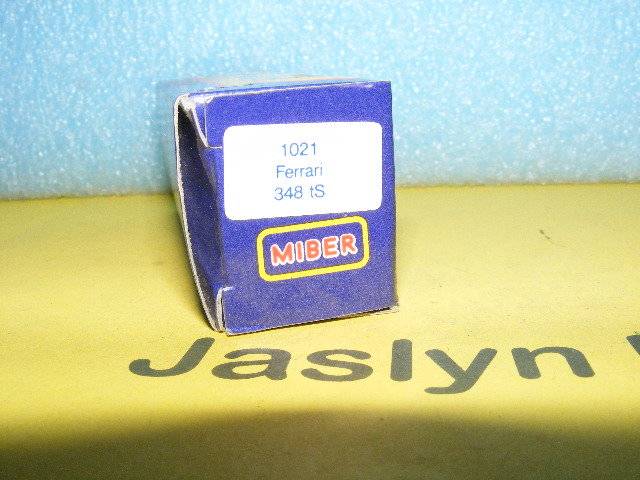 1021
Ferrari
348 tS
MIBER
Jaslyn